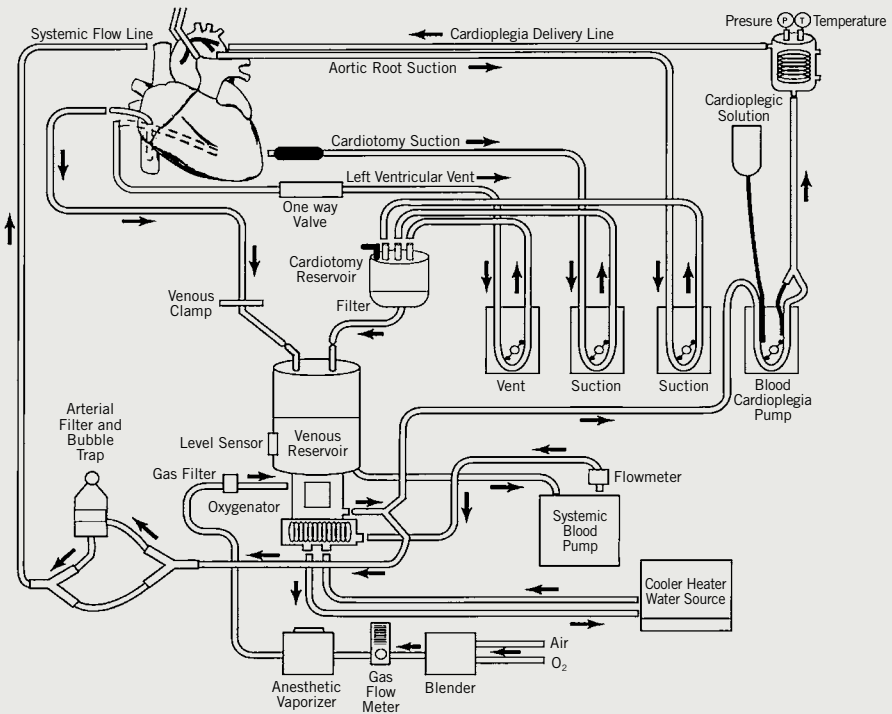 Presure P T Temperature
Systemic Flow Line
Cardioplegia Delivery Line
Aortic Root Suction
Cardioplegic
Solution
Cardiotomy Suction
Left Ventricular Vent
One way
Valve
Cardiotomy
Reservoir
Venous
Clamp
Filter
Vent
Suction
Suction
Blood
Cardioplegia
Pump
Arterial
Filter and
Bubble
Trap
Level Sensor
Venous
Reservoir
Gas Filter
Oxygenator
Flowmeter
Systemic
Blood
Pump
Cooler Heater
Water Source
Air
O₂
Anesthetic
Vaporizer
Gas
Flow
Meter
Blender